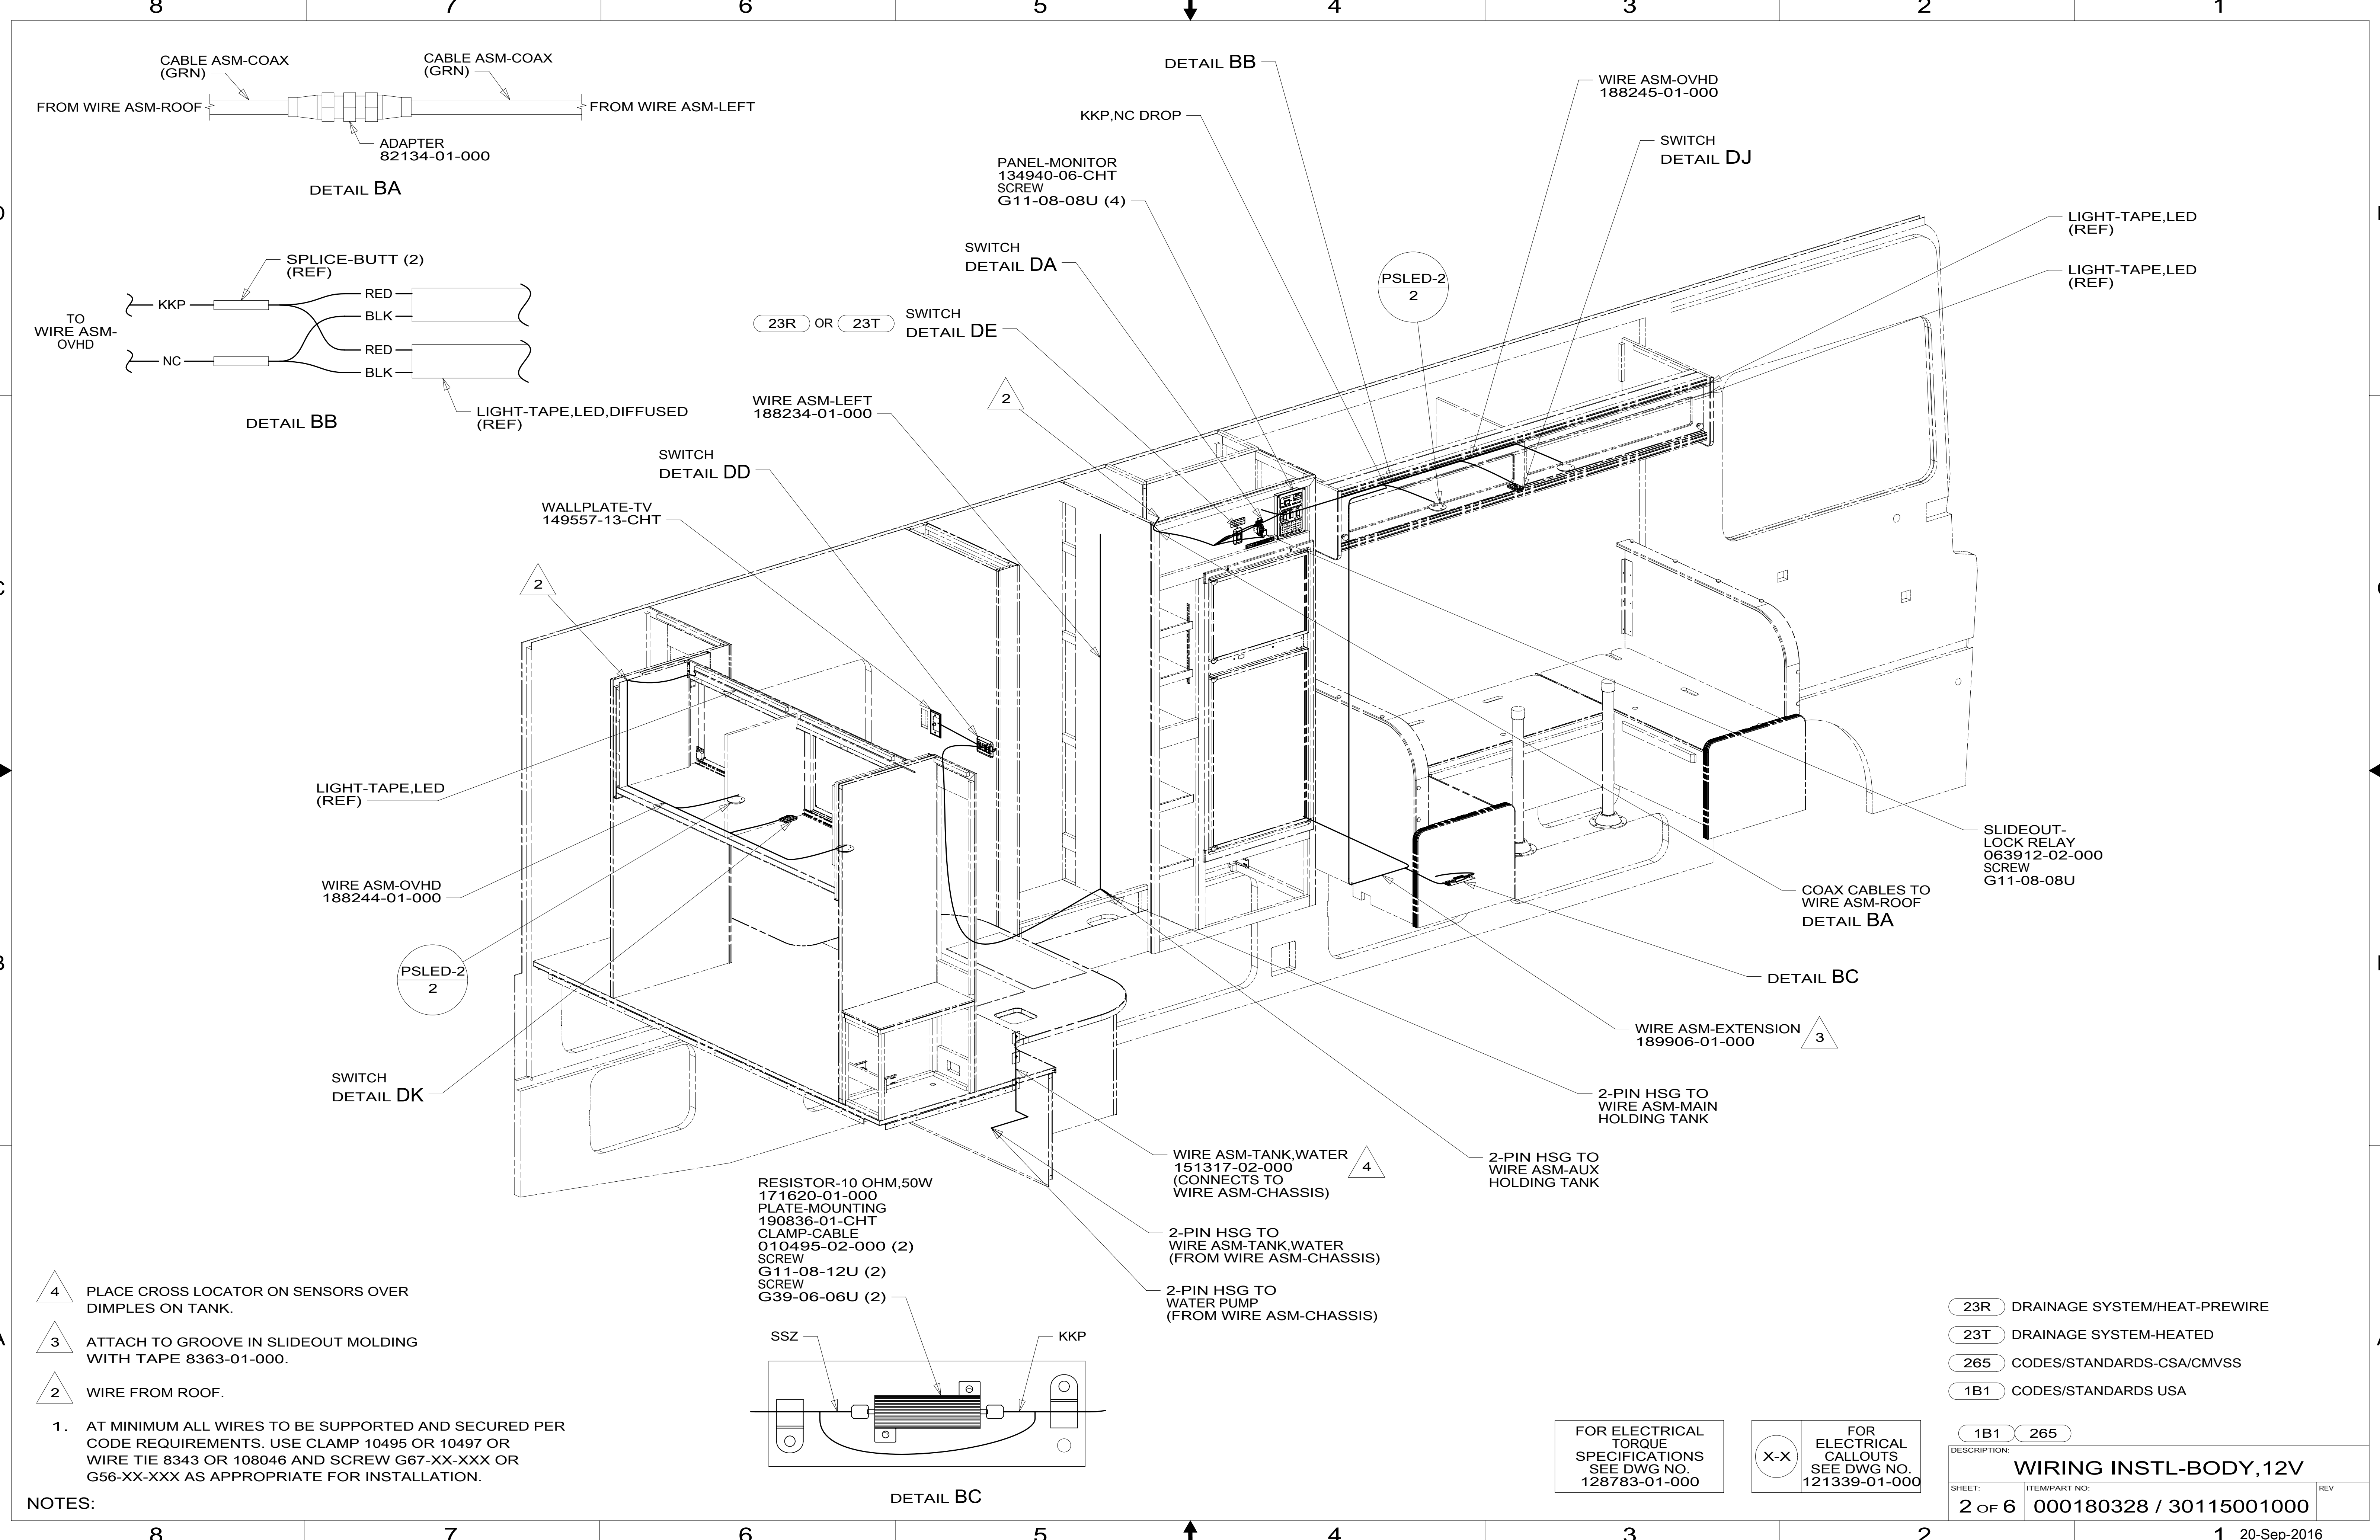 8 7 6 5 4 3 2 1
CABLE ASM-COAX
(GRN)
CABLE ASM-COAX
(GRN)
FROM WIRE ASM-ROOF
FROM WIRE ASM-LEFT
ADAPTER
82134-01-000
DETAIL BA
SPLICE-BUTT (2)
(REF)
KKP
RED
BLK
TO
WIRE ASM-
OVHD
NC
RED
BLK
LIGHT-TAPE,LED,DIFFUSED
(REF)
DETAIL BB
DETAIL BB
KKP,NC DROP
PANEL-MONITOR
134940-06-CHT
SCREW
G11-08-08U (4)
SWITCH
DETAIL DA
23R OR 23T
SWITCH
DETAIL DE
WIRE ASM-LEFT
188234-01-000
2
SWITCH
DETAIL DD
WALLPLATE-TV
149557-13-CHT
2
WIRE ASM-OVHD
188245-01-000
SWITCH
DETAIL DJ
PSLED-2
2
LIGHT-TAPE,LED
(REF)
LIGHT-TAPE,LED
(REF)
LIGHT-TAPE,LED
(REF)
WIRE ASM-OVHD
188244-01-000
PSLED-2
2
SWITCH
DETAIL DK
SLIDEOUT-
LOCK RELAY
063912-02-000
SCREW
G11-08-08U
COAX CABLES TO
WIRE ASM-ROOF
DETAIL BA
DETAIL BC
WIRE ASM-EXTENSION
189906-01-000
3
2-PIN HSG TO
WIRE ASM-MAIN
HOLDING TANK
2-PIN HSG TO
WIRE ASM-AUX
HOLDING TANK
WIRE ASM-TANK,WATER
151317-02-000
(CONNECTS TO
WIRE ASM-CHASSIS)
4
2-PIN HSG TO
WIRE ASM-TANK,WATER
(FROM WIRE ASM-CHASSIS)
2-PIN HSG TO
WATER PUMP
(FROM WIRE ASM-CHASSIS)
RESISTOR-10 OHM,50W
171620-01-000
PLATE-MOUNTING
190836-01-CHT
CLAMP-CABLE
010495-02-000 (2)
SCREW
G11-08-12U (2)
SCREW
G39-06-06U (2)
SSZ
KKP
DETAIL BC
4 PLACE CROSS LOCATOR ON SENSORS OVER
DIMPLES ON TANK.
3 ATTACH TO GROOVE IN SLIDEOUT MOLDING
WITH TAPE 8363-01-000.
2 WIRE FROM ROOF.
1. AT MINIMUM ALL WIRES TO BE SUPPORTED AND SECURED PER
CODE REQUIREMENTS. USE CLAMP 10495 OR 10497 OR
WIRE TIE 8343 OR 108046 AND SCREW G67-XX-XXX OR
G56-XX-XXX AS APPROPRIATE FOR INSTALLATION.
NOTES:
23R DRAINAGE SYSTEM/HEAT-PREWIRE
23T DRAINAGE SYSTEM-HEATED
265 CODES/STANDARDS-CSA/CMVSS
1B1 CODES/STANDARDS USA
FOR ELECTRICAL
TORQUE
SPECIFICATIONS
SEE DWG NO.
128783-01-000
X-X
FOR
ELECTRICAL
CALLOUTS
SEE DWG NO.
121339-01-000
1B1 265
DESCRIPTION:
WIRING INSTL-BODY,12V
SHEET:
2 OF 6
ITEM/PART NO:
000180328 / 30115001000
REV
8 7 6 5 4 3 2 1
20-Sep-2016